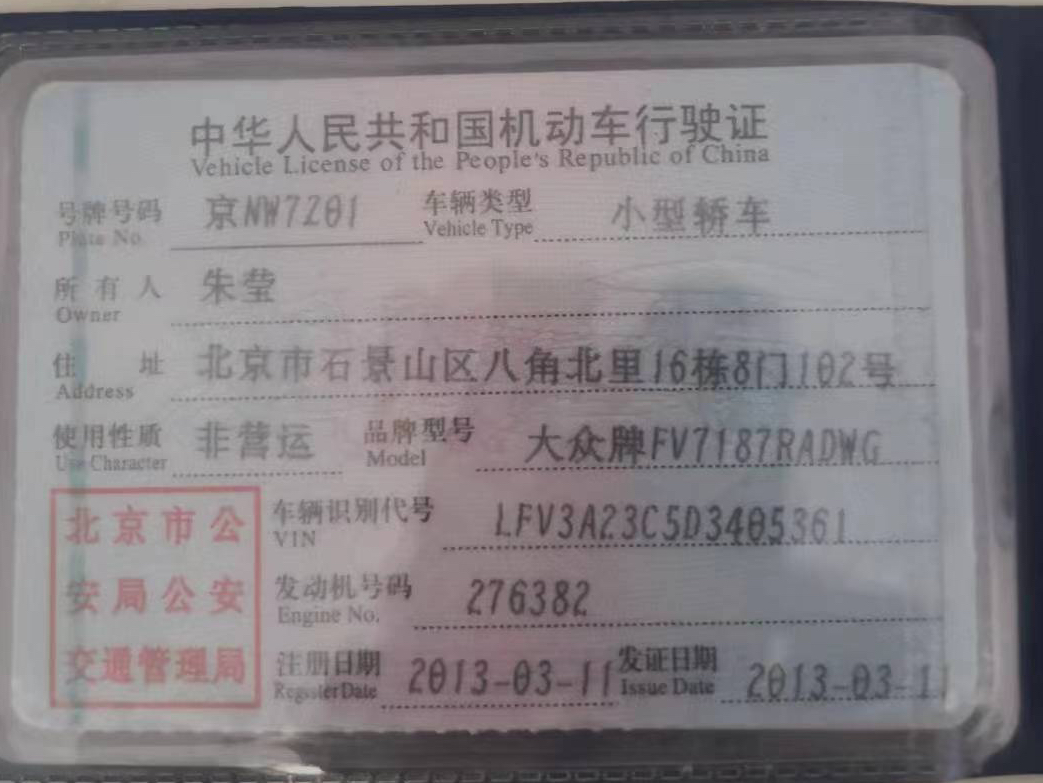 中华人民共和国机动车行驶证
Vehicle License of the People's Republic of China
号牌号码 京NW7201 车辆类型 小型轿车
Plate No. Vehicle Type
所有人 朱莹
Owner
住址 北京市石景山区八角北里16栋8门102号
Address
使用性质 非营运 品牌型号 大众牌FV7187RADWG
Use Character Model
北京市公 车辆识别代号 LFV3A23C5D3405361
VIN
安局公安 发动机号码 276382
Engine No.
交通管理局 注册日期 2013-03-11 发证日期 2013-03-11
Register Date Issue Date